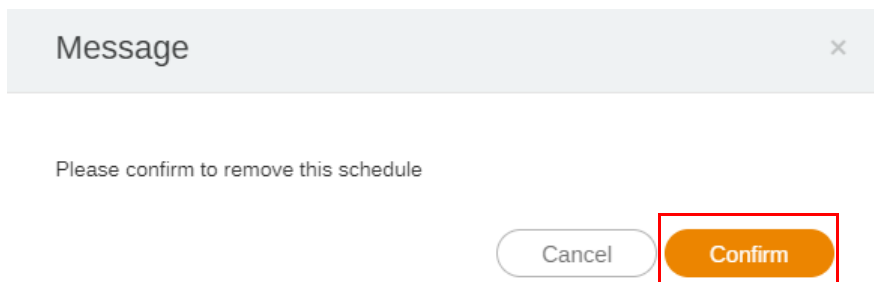 Message ×
Please confirm to remove this schedule
Cancel Confirm